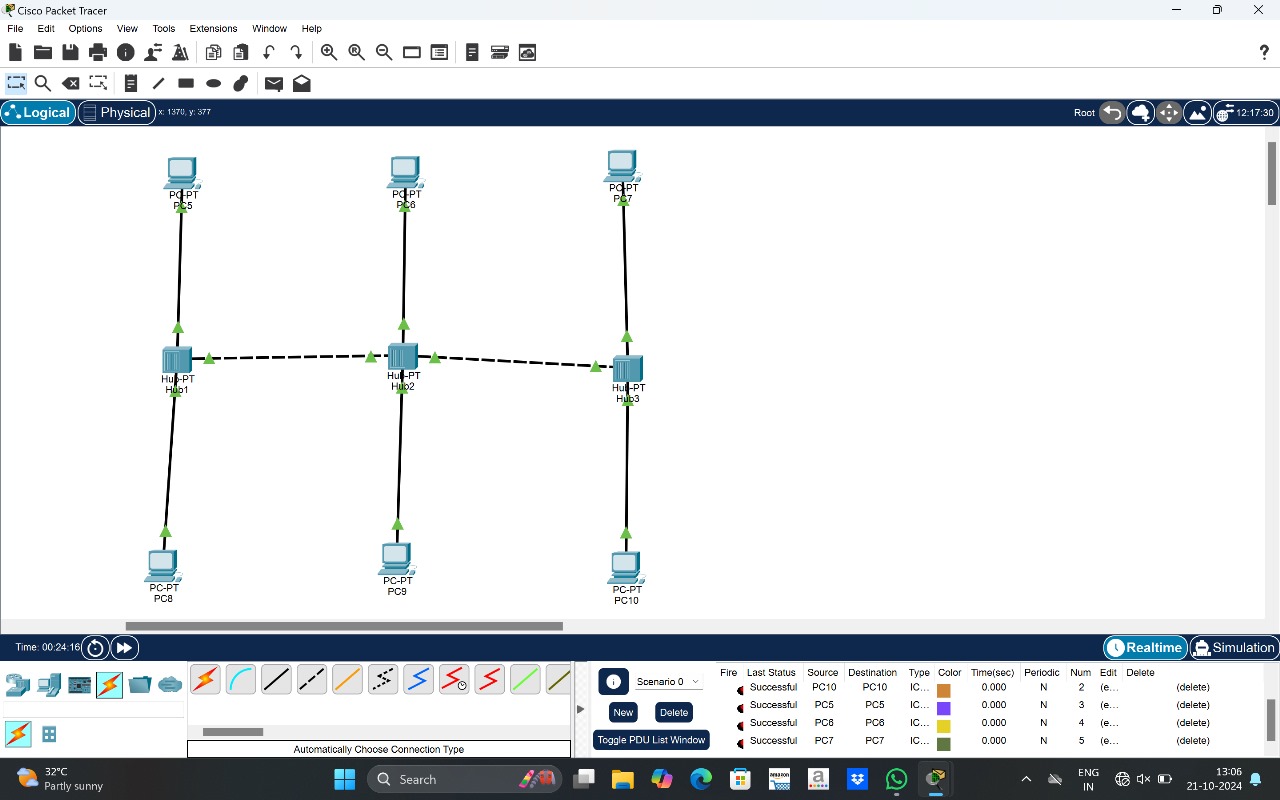 Cisco Packet Tracer
File Edit Options View Tools Extensions Window Help
?
Logical Physical x: 1370, y: 377 Root 12:17:30
PC-PT
PC5
PC-PT
PC6
PC-PT
PC7
Hub-PT
Hub1
Hub-PT
Hub2
Hub-PT
Hub3
PC-PT
PC8
PC-PT
PC9
PC-PT
PC10
Time: 00:24:16 Realtime Simulation
Automatically Choose Connection Type
Scenario 0
New Delete
Toggle PDU List Window
Fire Last Status Source Destination Type Color Time(sec) Periodic Num Edit Delete
Successful PC10 PC10 IC... 0.000 N 2 (e... (delete)
Successful PC5 PC5 IC... 0.000 N 3 (e... (delete)
Successful PC6 PC6 IC... 0.000 N 4 (e... (delete)
Successful PC7 PC7 IC... 0.000 N 5 (e... (delete)
32°C
Partly sunny
Search
amazon
a
ENG
IN
13:06
21-10-2024